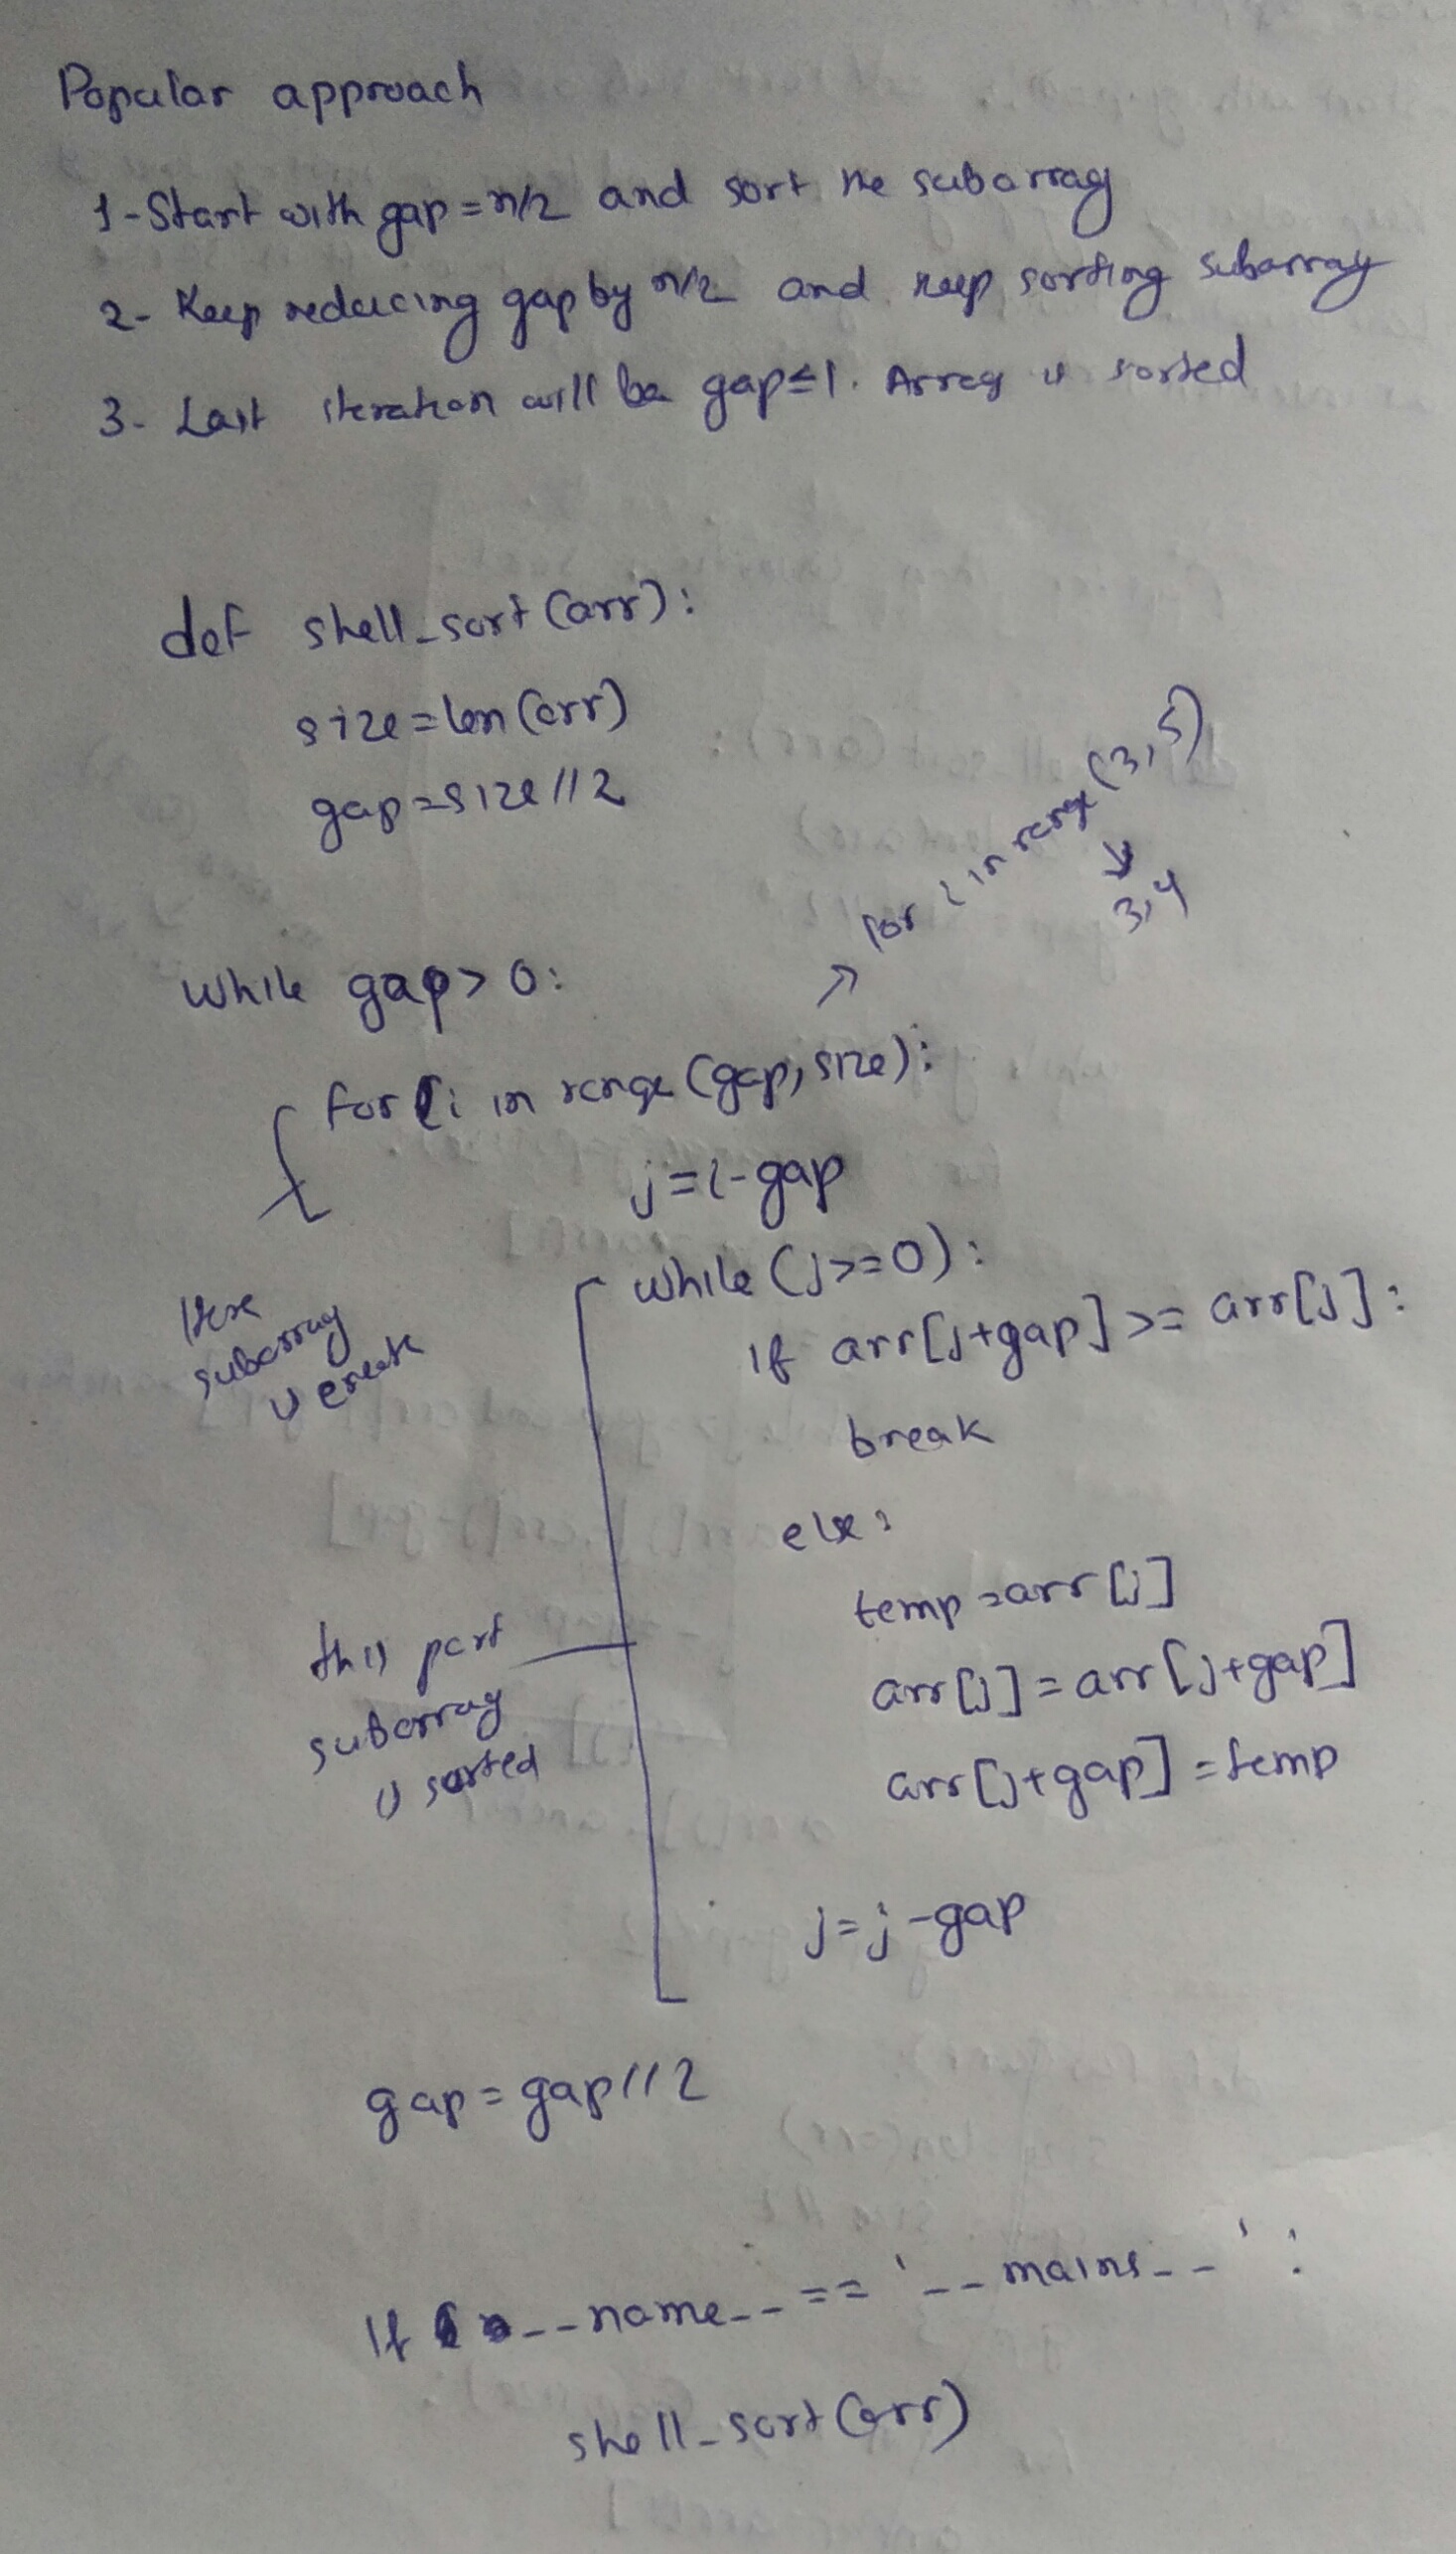 Popular approach
1-Start with gap=n/2 and sort the subarray
2- Keep reducing gap by n/2 and keep sorting subarray
3- Last iteration will be gap≤1. Array is sorted
def shell_sort(arr):
size=len(arr)
gap=size//2
for i in range(3,5)
3,4
while gap>0:
for i in range(gap,size):
j=i-gap
while(j>=0):
if arr[j+gap]>=arr[j]:
Here
subarray
is create
break
else:
temp=arr[j]
arr[j]=arr[j+gap]
arr[j+gap]=temp
this part
subarray
is sorted
j=j-gap
gap=gap//2
If __name__=='__mains__':
shell_sort(arr)